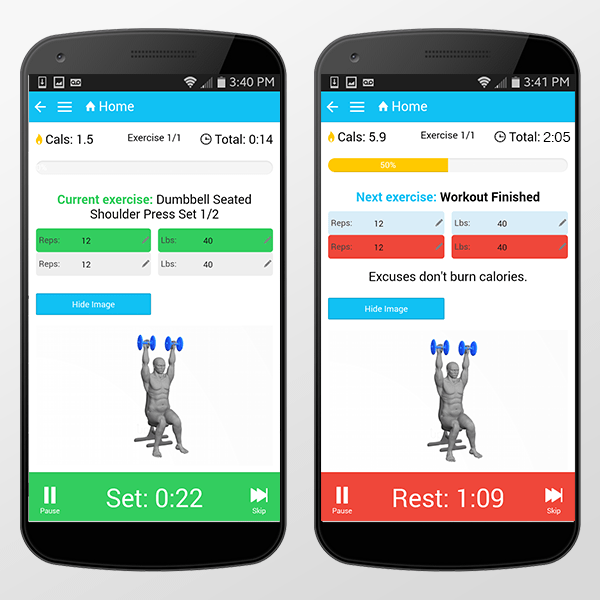 3:40 PM
Home
Cals: 1.5 Exercise 1/1 Total: 0:14
Current exercise: Dumbbell Seated
Shoulder Press Set 1/2
Reps: 12 Lbs: 40
Reps: 12 Lbs: 40
Hide Image
Set: 0:22
Pause Skip
3:41 PM
Home
Cals: 5.9 Exercise 1/1 Total: 2:05
50%
Next exercise: Workout Finished
Reps: 12 Lbs: 40
Reps: 12 Lbs: 40
Excuses don't burn calories.
Hide Image
Rest: 1:09
Pause Skip